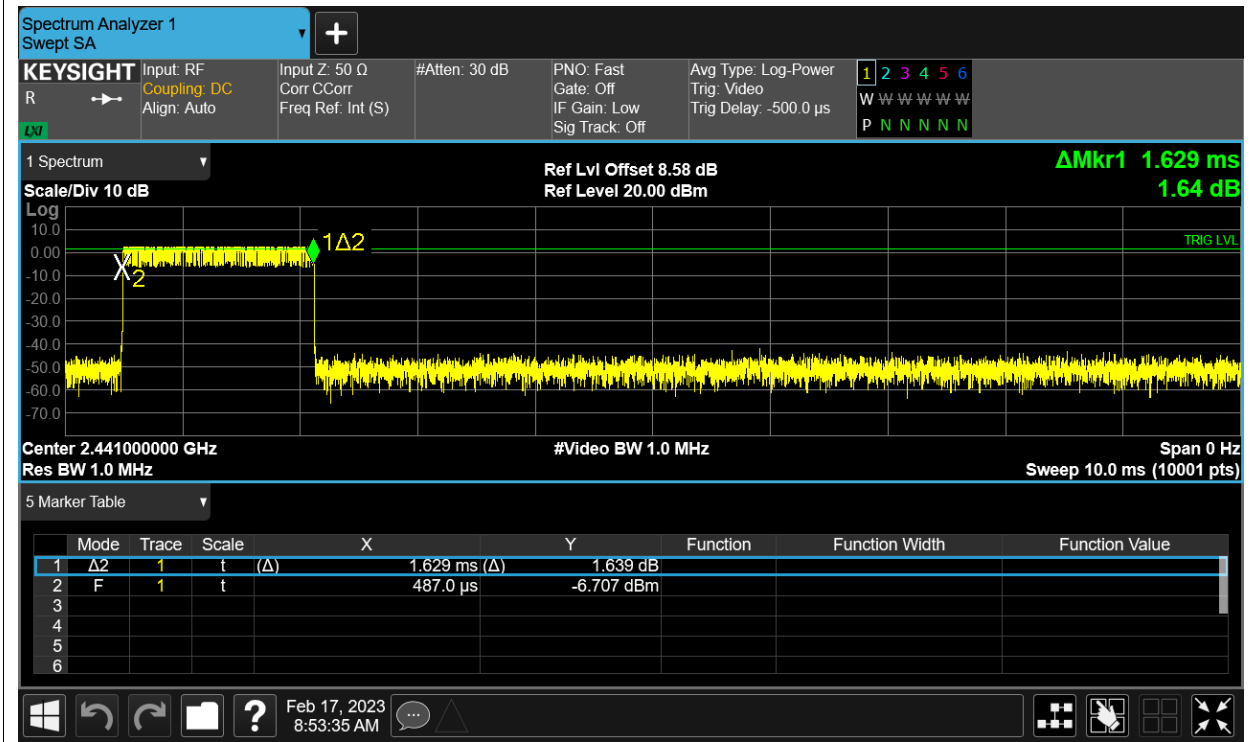 Spectrum Analyzer 1
Swept SA
KEYSIGHT
R
LXI
Input: RF
Coupling: DC
Align: Auto
Input Z: 50 Ω
Corr CCorr
Freq Ref: Int (S)
#Atten: 30 dB
PNO: Fast
Gate: Off
IF Gain: Low
Sig Track: Off
Avg Type: Log-Power
Trig: Video
Trig Delay: -500.0 µs
1 2 3 4 5 6
W W W W W W
P N N N N N
1 Spectrum
Scale/Div 10 dB
Ref Lvl Offset 8.58 dB
Ref Level 20.00 dBm
ΔMkr1 1.629 ms
1.64 dB
Log
10.0
0.00
-10.0
-20.0
-30.0
-40.0
-50.0
-60.0
-70.0
1Δ2
X2
TRIG LVL
Center 2.441000000 GHz
#Video BW 1.0 MHz
Span 0 Hz
Res BW 1.0 MHz
Sweep 10.0 ms (10001 pts)
5 Marker Table
Mode Trace Scale X Y Function Function Width Function Value
1 Δ2 1 t (Δ) 1.629 ms (Δ) 1.639 dB
2 F 1 t 487.0 µs -6.707 dBm
3
4
5
6
?
Feb 17, 2023
8:53:35 AM